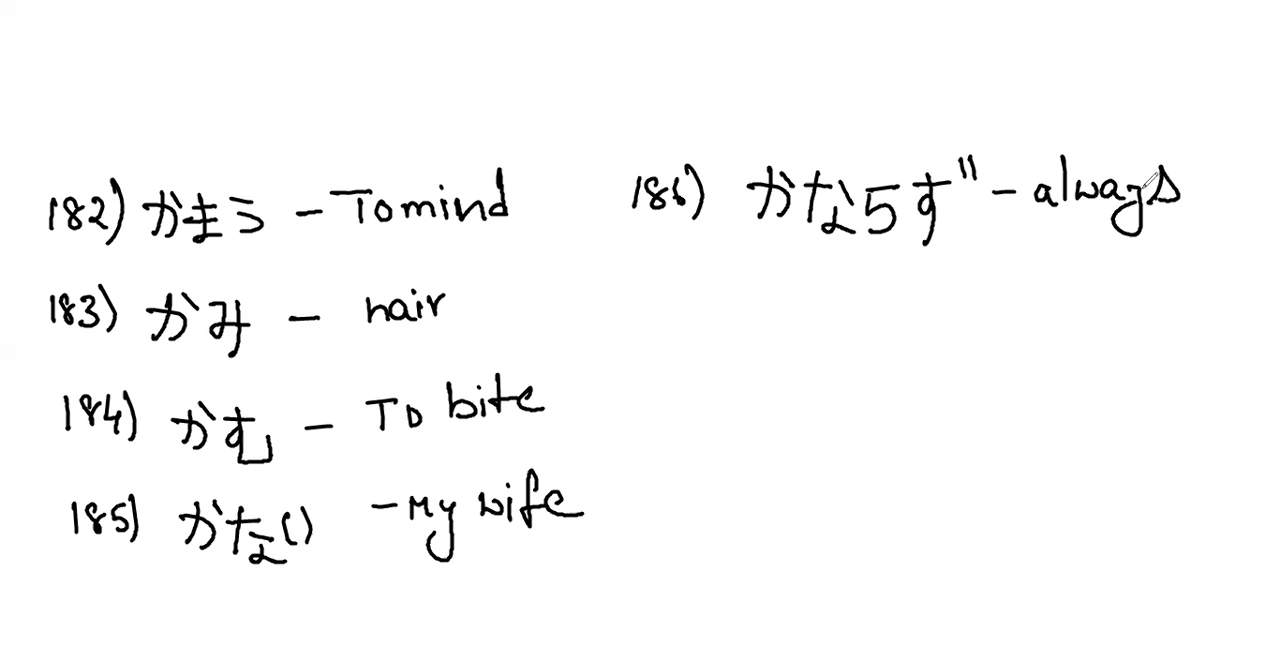 182) かまう - To mind
183) かみ - hair
184) かむ - To bite
185) かない - My wife
186) かならず - always